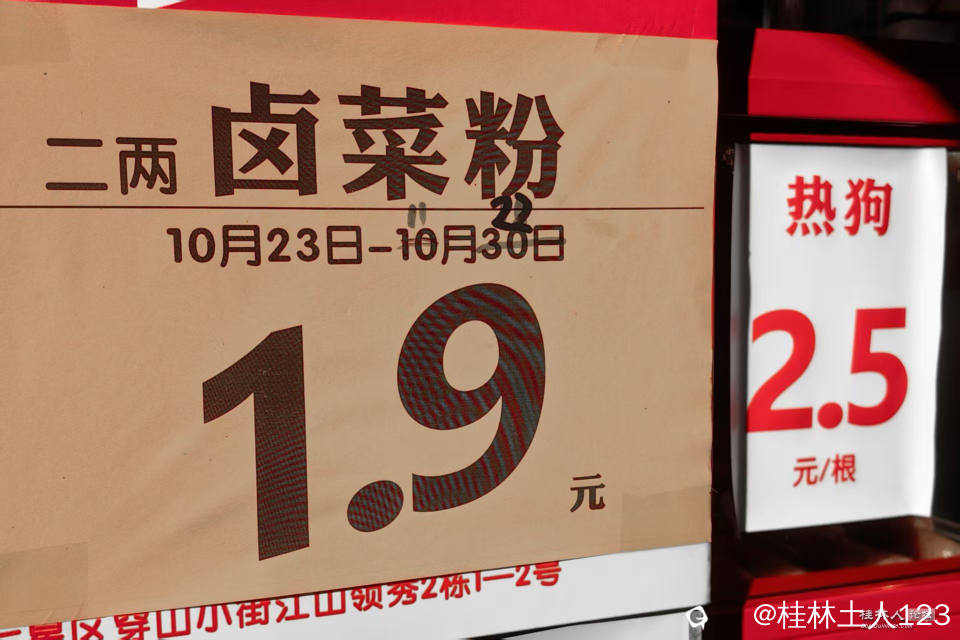 二两 卤菜粉
11 22
10月23日-10月30日
1.9
元
景区穿山小街江山领秀2栋1—2号
热狗
2.5
元/根
@桂林土人123